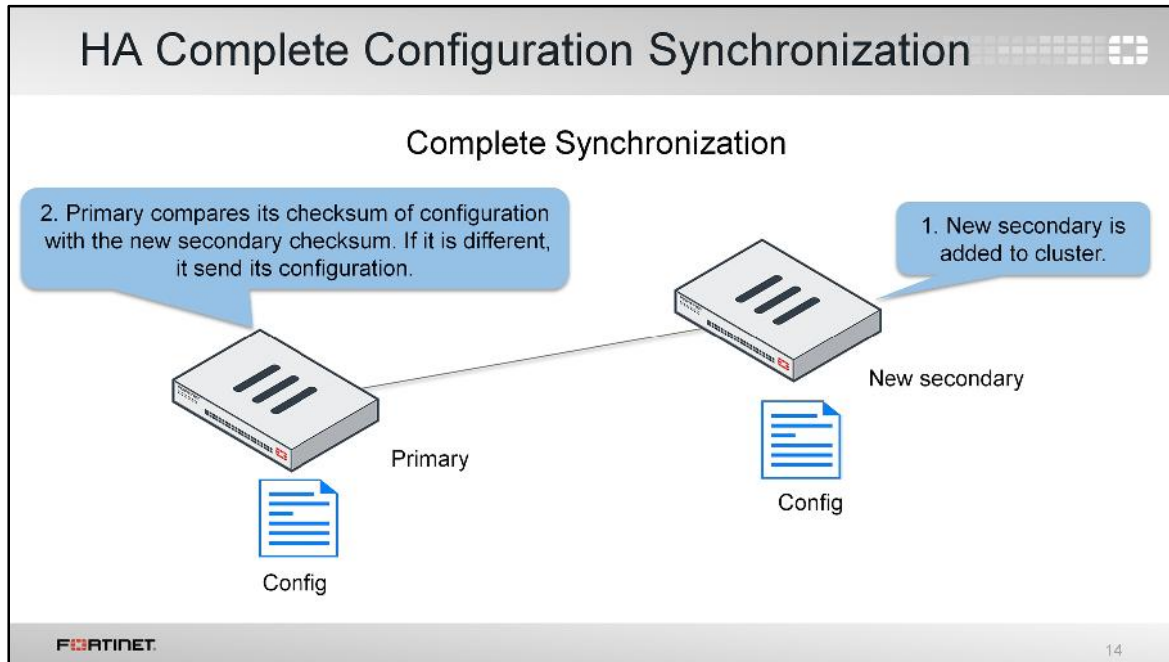 HA Complete Configuration Synchronization
Complete Synchronization
2. Primary compares its checksum of configuration
with the new secondary checksum. If it is different,
it send its configuration.
1. New secondary is
added to cluster.
New secondary
Primary
Config
Config
FORTINET.
14